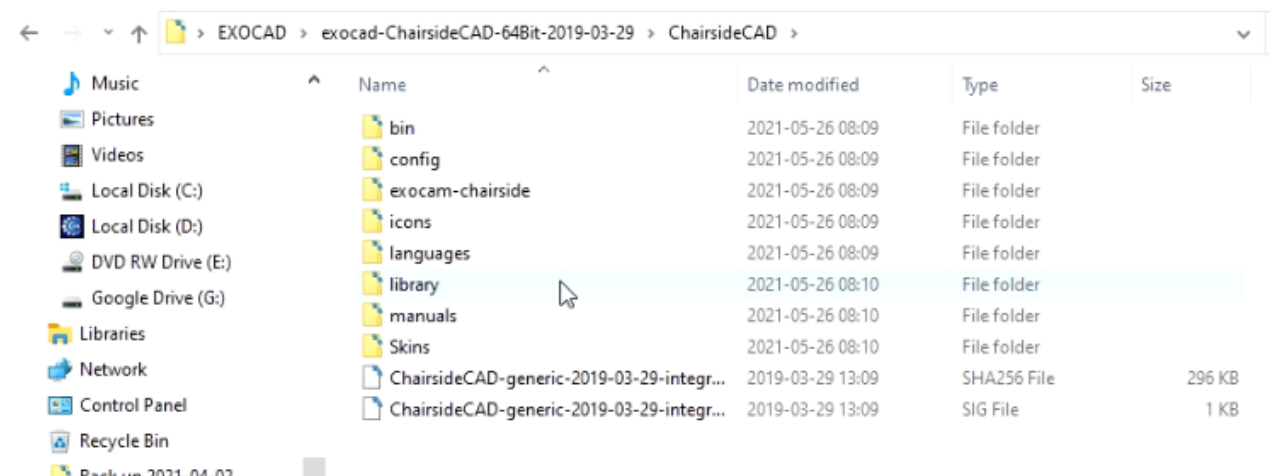 EXOCAD > exocad-ChairsideCAD-64Bit-2019-03-29 > ChairsideCAD >
Music
Pictures
Videos
Local Disk (C:)
Local Disk (D:)
DVD RW Drive (E:)
Google Drive (G:)
Libraries
Network
Control Panel
Recycle Bin
Back up 2021-04-03
Name Date modified Type Size
bin 2021-05-26 08:09 File folder
config 2021-05-26 08:09 File folder
exocam-chairside 2021-05-26 08:09 File folder
icons 2021-05-26 08:09 File folder
languages 2021-05-26 08:09 File folder
library 2021-05-26 08:10 File folder
manuals 2021-05-26 08:10 File folder
Skins 2021-05-26 08:10 File folder
ChairsideCAD-generic-2019-03-29-integr... 2019-03-29 13:09 SHA256 File 296 KB
ChairsideCAD-generic-2019-03-29-integr... 2019-03-29 13:09 SIG File 1 KB